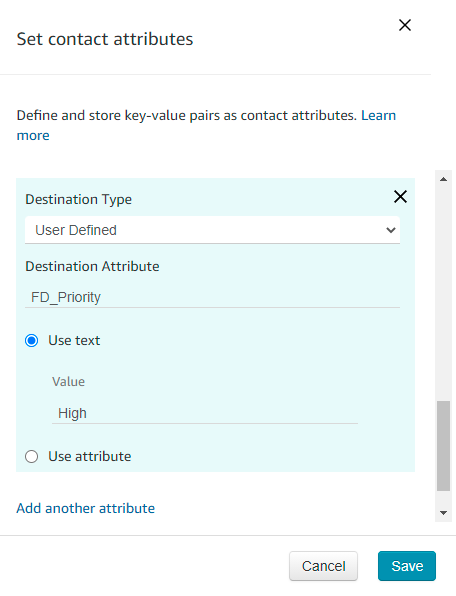 Set contact attributes
Define and store key-value pairs as contact attributes. Learn
more
Destination Type
User Defined
Destination Attribute
FD_Priority
Use text
Value
High
Use attribute
Add another attribute
Cancel Save